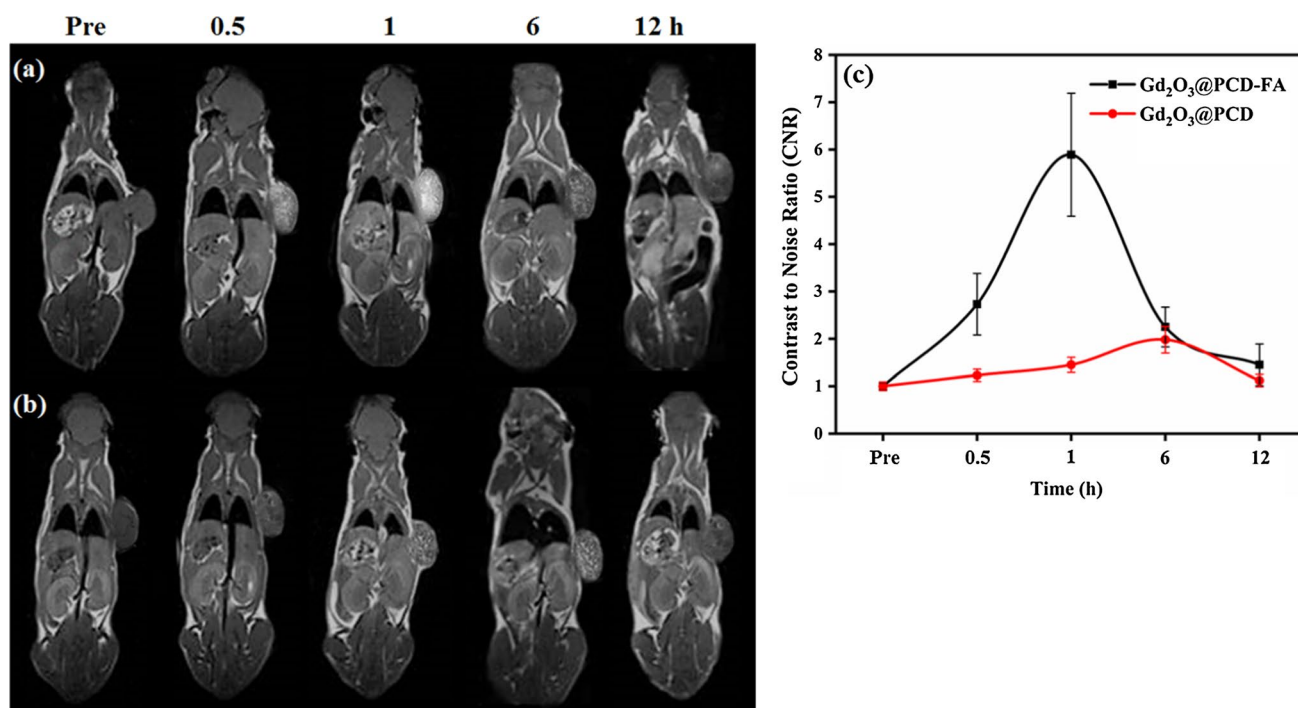 Pre 0.5 1 6 12 h
(a)
(b)
(c)
Gd₂O₃@PCD-FA
Gd₂O₃@PCD
Contrast to Noise Ratio (CNR)
8
7
6
5
4
3
2
1
0
Pre 0.5 1 6 12
Time (h)